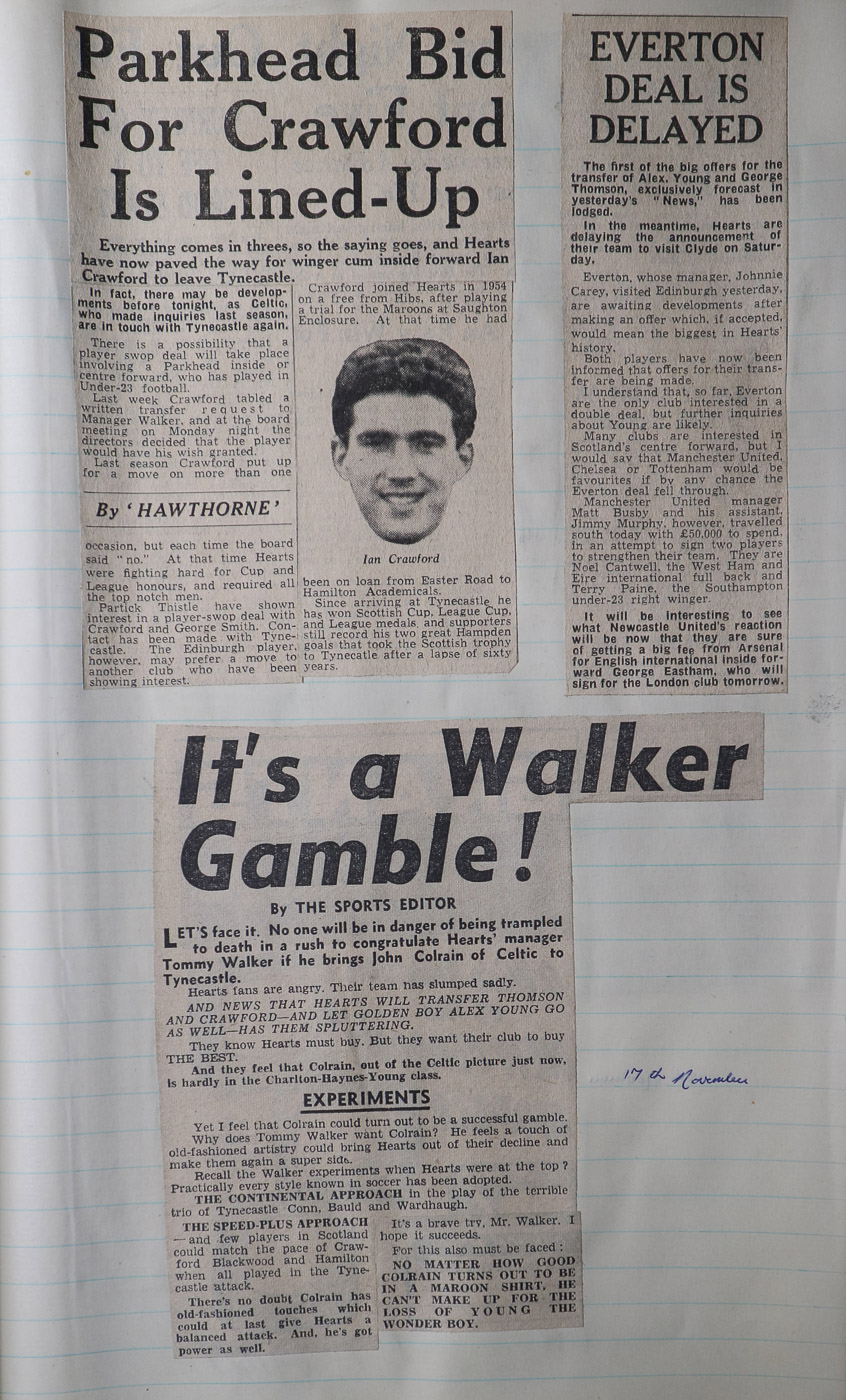 Parkhead Bid
For Crawford
Is Lined-Up
Everything comes in threes, so the saying goes, and Hearts
have now paved the way for winger cum inside forward Ian
Crawford to leave Tynecastle.
In fact, there may be develop-
ments before tonight, as Celtic,
who made inquiries last season,
are in touch with Tynecastle again.
There is a possibility that a
player swop deal will take place
involving a Parkhead inside or
centre forward, who has played in
Under-23 football.
Last week Crawford tabled a
written transfer request to
Manager Walker, and at the board
meeting on Monday night the
directors decided that the player
would have his wish granted.
Last season Crawford put up
for a move on more than one
By ‘HAWTHORNE’
occasion, but each time the board
said "no." At that time Hearts
were fighting hard for Cup and
League honours, and required all
the top notch men.
Partick Thistle have shown
interest in a player-swop deal with
Crawford and George Smith. Con-
tact has been made with Tyne-
castle. The Edinburgh player,
however, may prefer a move to
another club who have been
showing interest.
Crawford joined Hearts in 1954
on a free from Hibs, after playing
a trial for the Maroons at Saughton
Enclosure. At that time he had
Ian Crawford
been on loan from Easter Road to
Hamilton Academicals.
Since arriving at Tynecastle he
has won Scottish Cup, League Cup,
and League medals, and supporters
still record his two great Hampden
goals that took the Scottish trophy
to Tynecatle after a lapse of sixty
years.
EVERTON
DEAL IS
DELAYED
The first of the big offers for the
transfer of Alex. Young and George
Thomson, exclusively forecast in
yesterday's "News," has been
lodged.
In the meantime, Hearts are
delaying the announcement of
their team to visit Clyde on Satur-
day.
Everton, whose manager, Johnnie
Carey, visited Edinburgh yesterday,
are awaiting developments after
making an offer which, if accepted,
would mean the biggest in Hearts'
history.
Both players have now been
informed that offers for their trans-
fer are being made.
I understand that, so far, Everton
are the only club interested in a
double deal, but further inquiries
about Young are likely.
Many clubs are interested in
Scotland's centre forward, but I
would say that Manchester United,
Chelsea or Tottenham would be
favourites if by any chance the
Everton deal fell through.
Manchester United manager
Matt Busby and his assistant,
Jimmy Murphy, however, travelled
south today with £50,000 to spend,
in an attempt to sign two players
to strengthen their team. They are
Noel Cantwell, the West Ham and
Eire international full back and
Terry Paine, the Southampton
under-23 right winger.
It will be interesting to see
what Newcastle United's reaction
will be now that they are sure
of getting a big fee from Arsenal
for English international inside for-
ward George Eastham, who will
sign for the London club tomorrow.
It's a Walker
Gamble!
By THE SPORTS EDITOR
LET'S face it. No one will be in danger of being trampled
to death in a rush to congratulate Hearts' manager
Tommy Walker if he brings John Colrain of Celtic to
Tynecastle.
Hearts fans are angry. Their team has slumped sadly.
AND NEWS THAT HEARTS WILL TRANSFER THOMSON
AND CRAWFORD—AND LET GOLDEN BOY ALEX YOUNG GO
AS WELL—HAS THEM SPLUTTERING.
They know Hearts must buy. But they want their club to buy
THE BEST.
And they feel that Colrain, out of the Celtic picture just now,
is hardly in the Charlton-Haynes-Young class.
EXPERIMENTS
Yet I feel that Colrain could turn out to be a successful gamble.
Why does Tommy Walker want Colrain? He feels a touch of
old-fashioned artistry could bring Hearts out of their decline and
make them again a super side.
Recall the Walker experiments when Hearts were at the top?
Practically every style known in soccer has been adopted.
THE CONTINENTAL APPROACH in the play of the terrible
trio of Tynecastle Conn, Bauld and Wardhaugh.
THE SPEED-PLUS APPROACH
—and few players in Scotland
could match the pace of Craw-
ford Blackwood and Hamilton
when all played in the Tyne-
castle attack.
There's no doubt Colrain has
old-fashioned touches which
could at last give Hearts a
balanced attack. And, he's got
power as well.
It's a brave try, Mr. Walker. I
hope it succeeds.
For this also must be faced:
NO MATTER HOW GOOD
COLRAIN TURNS OUT TO BE
IN A MAROON SHIRT, HE
CAN'T MAKE UP FOR THE
LOSS OF YOUNG THE
WONDER BOY.
17th November